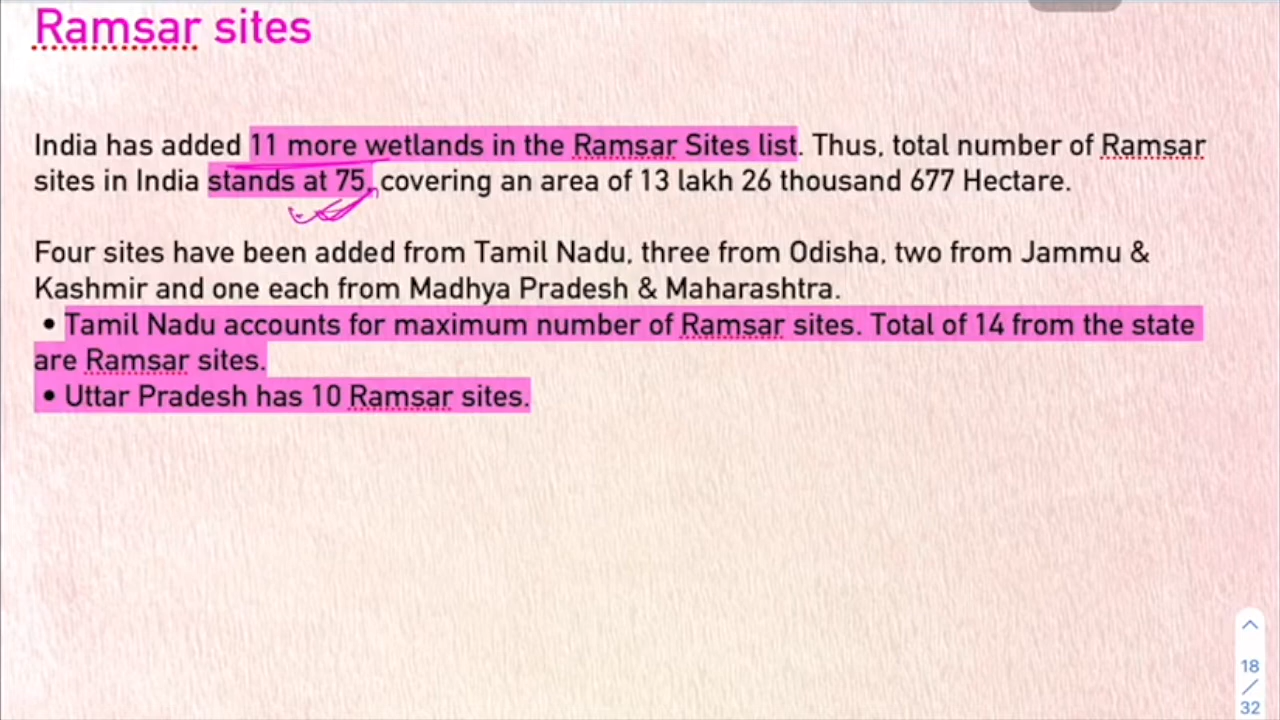 Ramsar sites
India has added 11 more wetlands in the Ramsar Sites list. Thus, total number of Ramsar
sites in India stands at 75, covering an area of 13 lakh 26 thousand 677 Hectare.
Four sites have been added from Tamil Nadu, three from Odisha, two from Jammu &
Kashmir and one each from Madhya Pradesh & Maharashtra.
• Tamil Nadu accounts for maximum number of Ramsar sites. Total of 14 from the state
are Ramsar sites.
• Uttar Pradesh has 10 Ramsar sites.
18
/
32